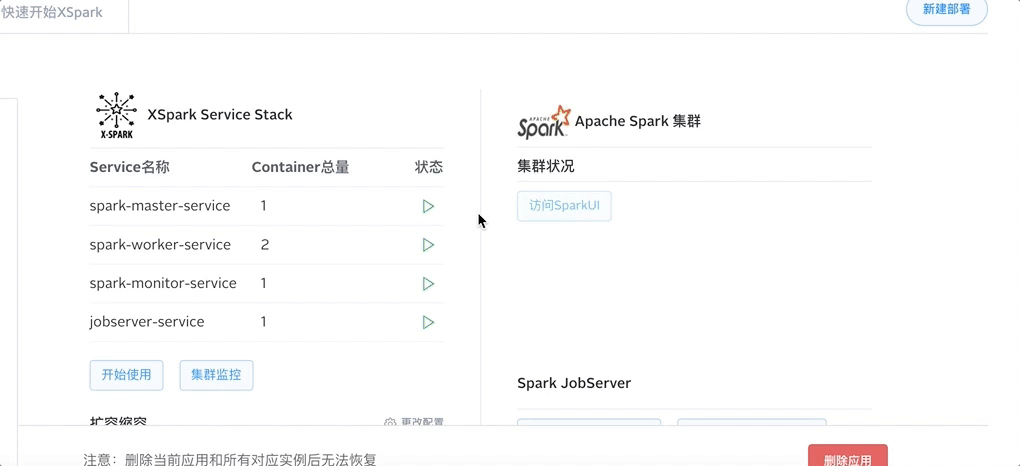 快速开始XSpark
新建部署
X-SPARK
XSpark Service Stack
Service名称 Container总量 状态
spark-master-service 1
spark-worker-service 2
spark-monitor-service 1
jobserver-service 1
开始使用 集群监控
扩容缩容 更改配置
APACHE Spark Apache Spark 集群
集群状况
访问SparkUI
Spark JobServer
注意：删除当前应用和所有对应实例后无法恢复
删除应用